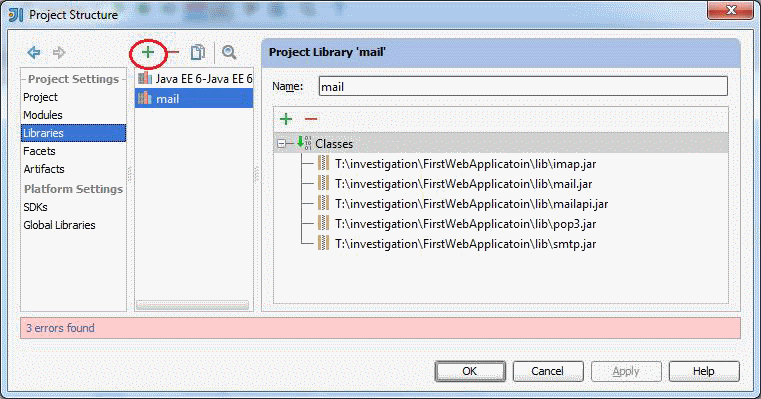 Project Structure
Project Settings
Project
Modules
Libraries
Facets
Artifacts
Platform Settings
SDKs
Global Libraries
Java EE 6-Java EE 6
mail
Project Library 'mail'
Name: mail
Classes
T:\investigation\FirstWebApplicatoin\lib\imap.jar
T:\investigation\FirstWebApplicatoin\lib\mail.jar
T:\investigation\FirstWebApplicatoin\lib\mailapi.jar
T:\investigation\FirstWebApplicatoin\lib\pop3.jar
T:\investigation\FirstWebApplicatoin\lib\smtp.jar
3 errors found
OK Cancel Apply Help